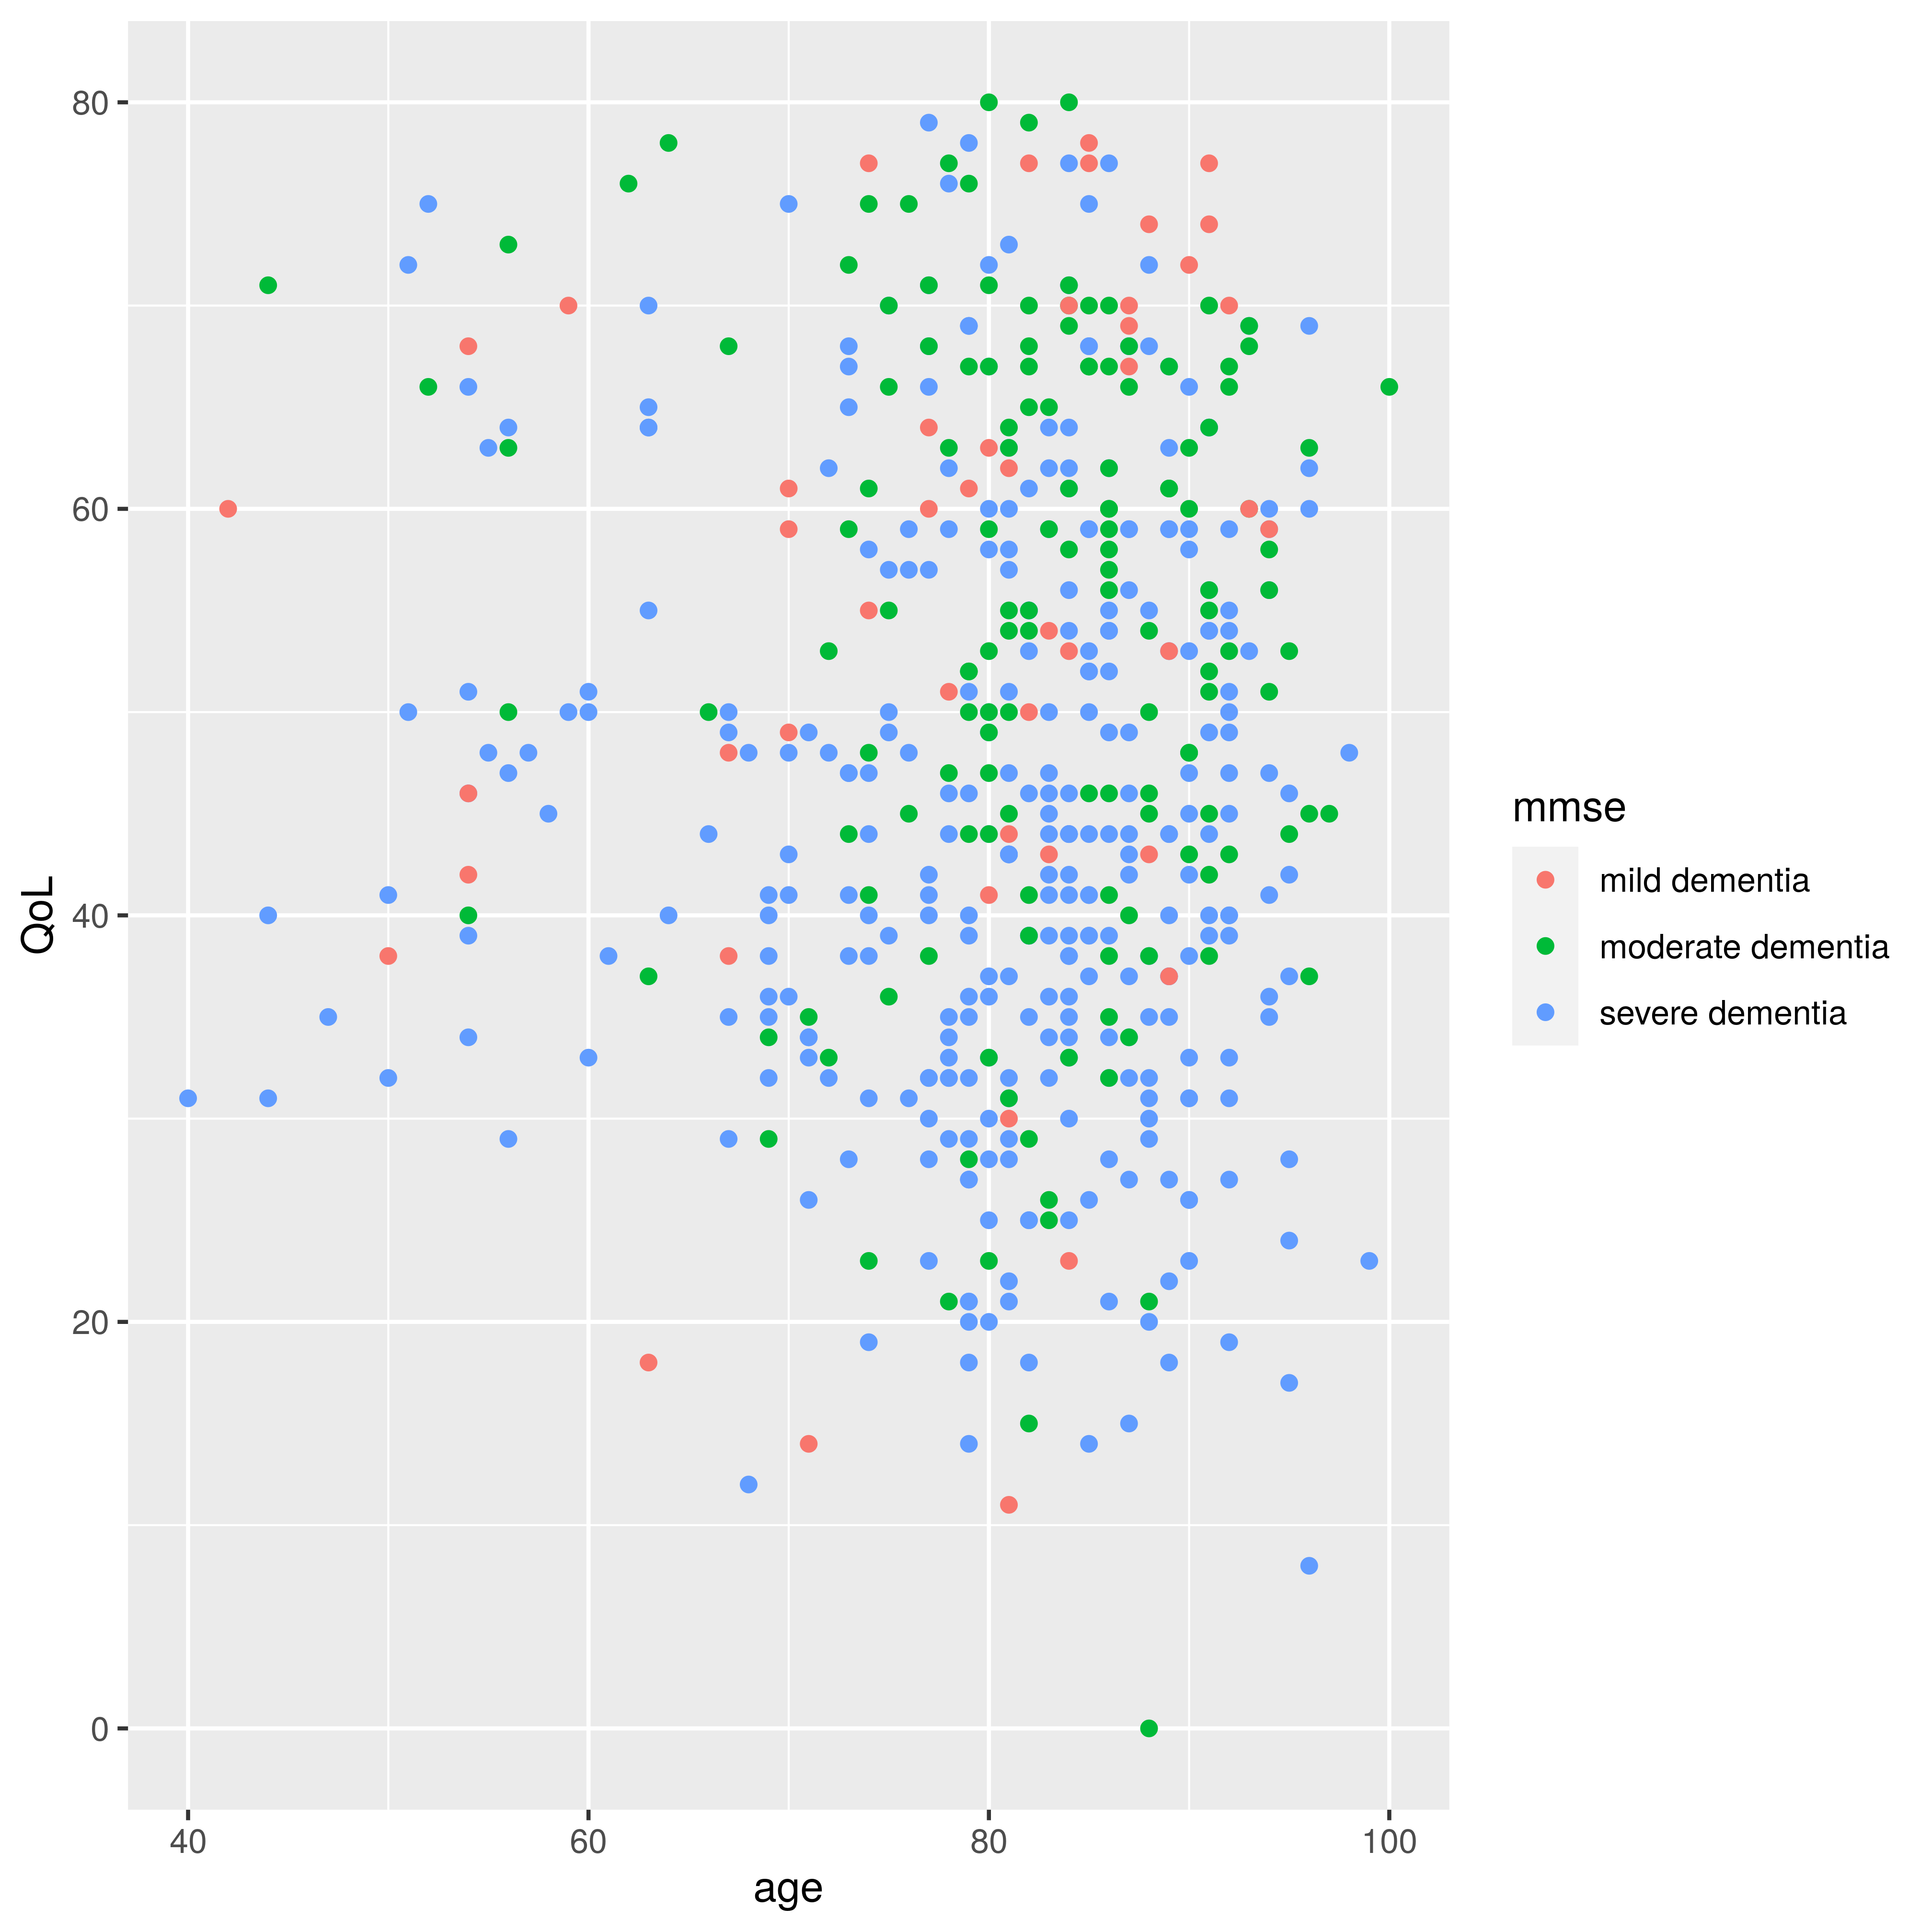 80
60
40
20
0
QoL
40 60 80 100
age
mmse
mild dementia
moderate dementia
severe dementia